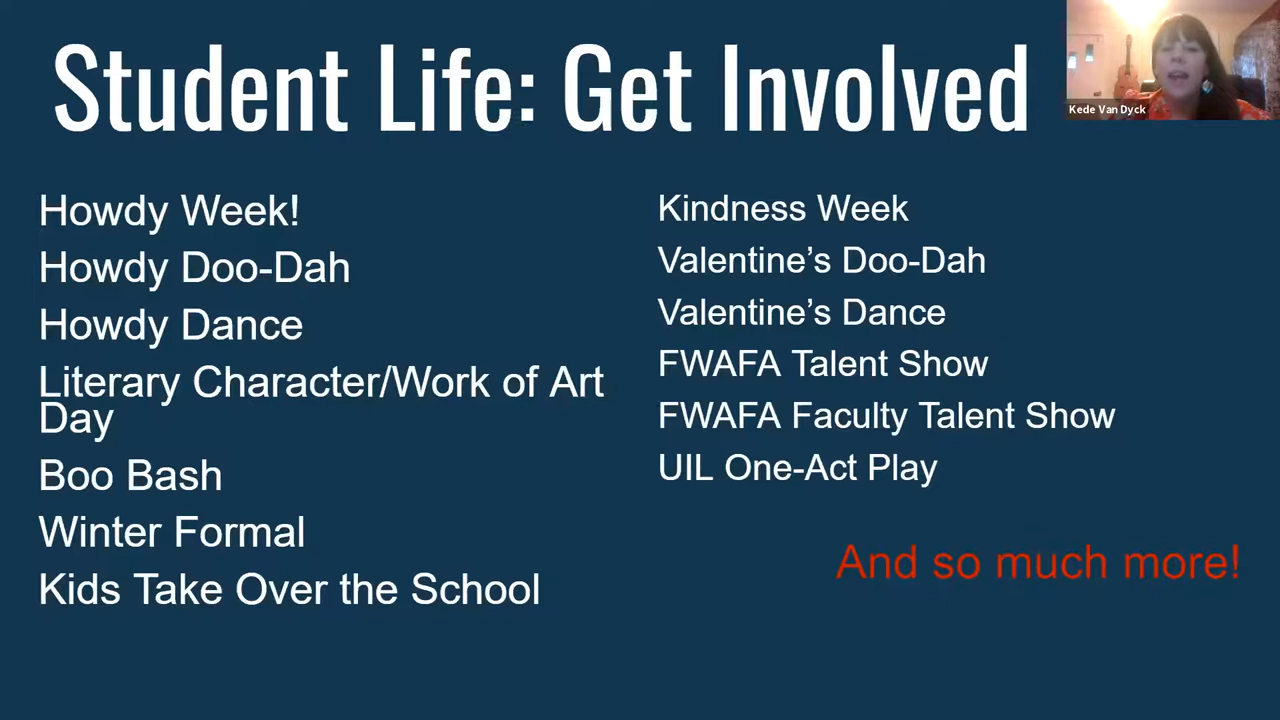 Student Life: Get Involved
Kede Van Dyck
Howdy Week!
Howdy Doo-Dah
Howdy Dance
Literary Character/Work of Art
Day
Boo Bash
Winter Formal
Kids Take Over the School
Kindness Week
Valentine’s Doo-Dah
Valentine’s Dance
FWAFA Talent Show
FWAFA Faculty Talent Show
UIL One-Act Play
And so much more!